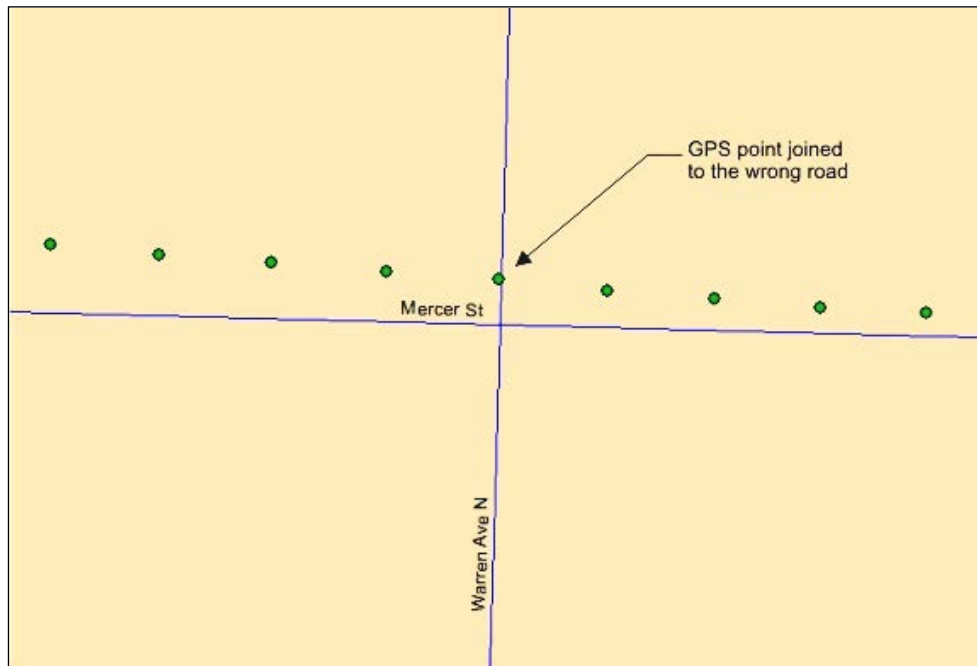 GPS point joined
to the wrong road
Mercer St
Warren Ave N